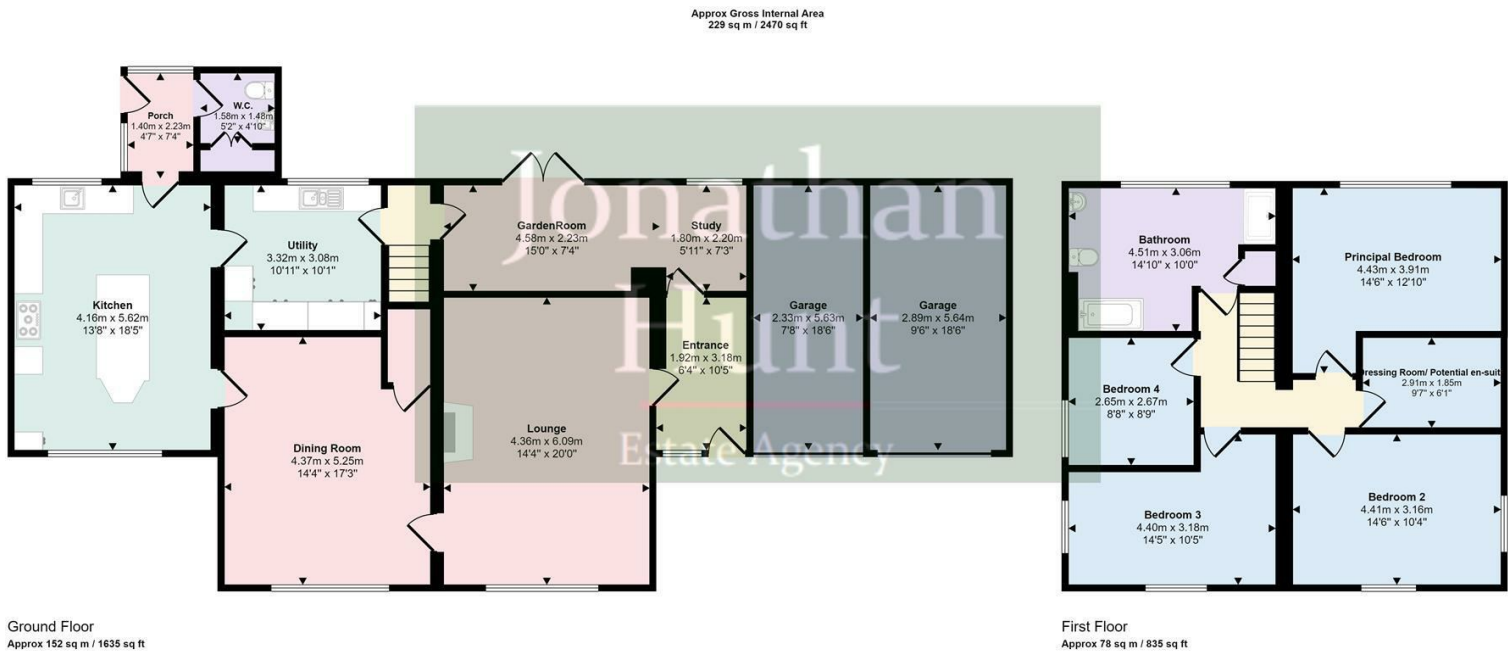 Approx Gross Internal Area
229 sq m / 2470 sq ft
Porch
1.40m x 2.23m
4'7" x 7'4"
W.C.
1.58m x 1.48m
5'2" x 4'10"
Kitchen
4.16m x 5.62m
13'8" x 18'5"
Utility
3.32m x 3.08m
10'11" x 10'1"
GardenRoom
4.58m x 2.23m
15'0" x 7'4"
Study
1.80m x 2.20m
5'11" x 7'3"
Garage
2.33m x 5.63m
7'8" x 18'6"
Garage
2.89m x 5.64m
9'6" x 18'6"
Entrance
1.92m x 3.18m
6'4" x 10'5"
Dining Room
4.37m x 5.25m
14'4" x 17'3"
Lounge
4.36m x 6.09m
14'4" x 20'0"
Jonathan
Hunt
Estate Agency
Bathroom
4.51m x 3.06m
14'10" x 10'0"
Principal Bedroom
4.43m x 3.91m
14'6" x 12'10"
Bedroom 4
2.65m x 2.67m
8'8" x 8'9"
Dressing Room/ Potential en-suite
2.91m x 1.85m
9'7" x 6'1"
Bedroom 3
4.40m x 3.18m
14'5" x 10'5"
Bedroom 2
4.41m x 3.16m
14'6" x 10'4"
Ground Floor
Approx 152 sq m / 1635 sq ft
First Floor
Approx 78 sq m / 835 sq ft